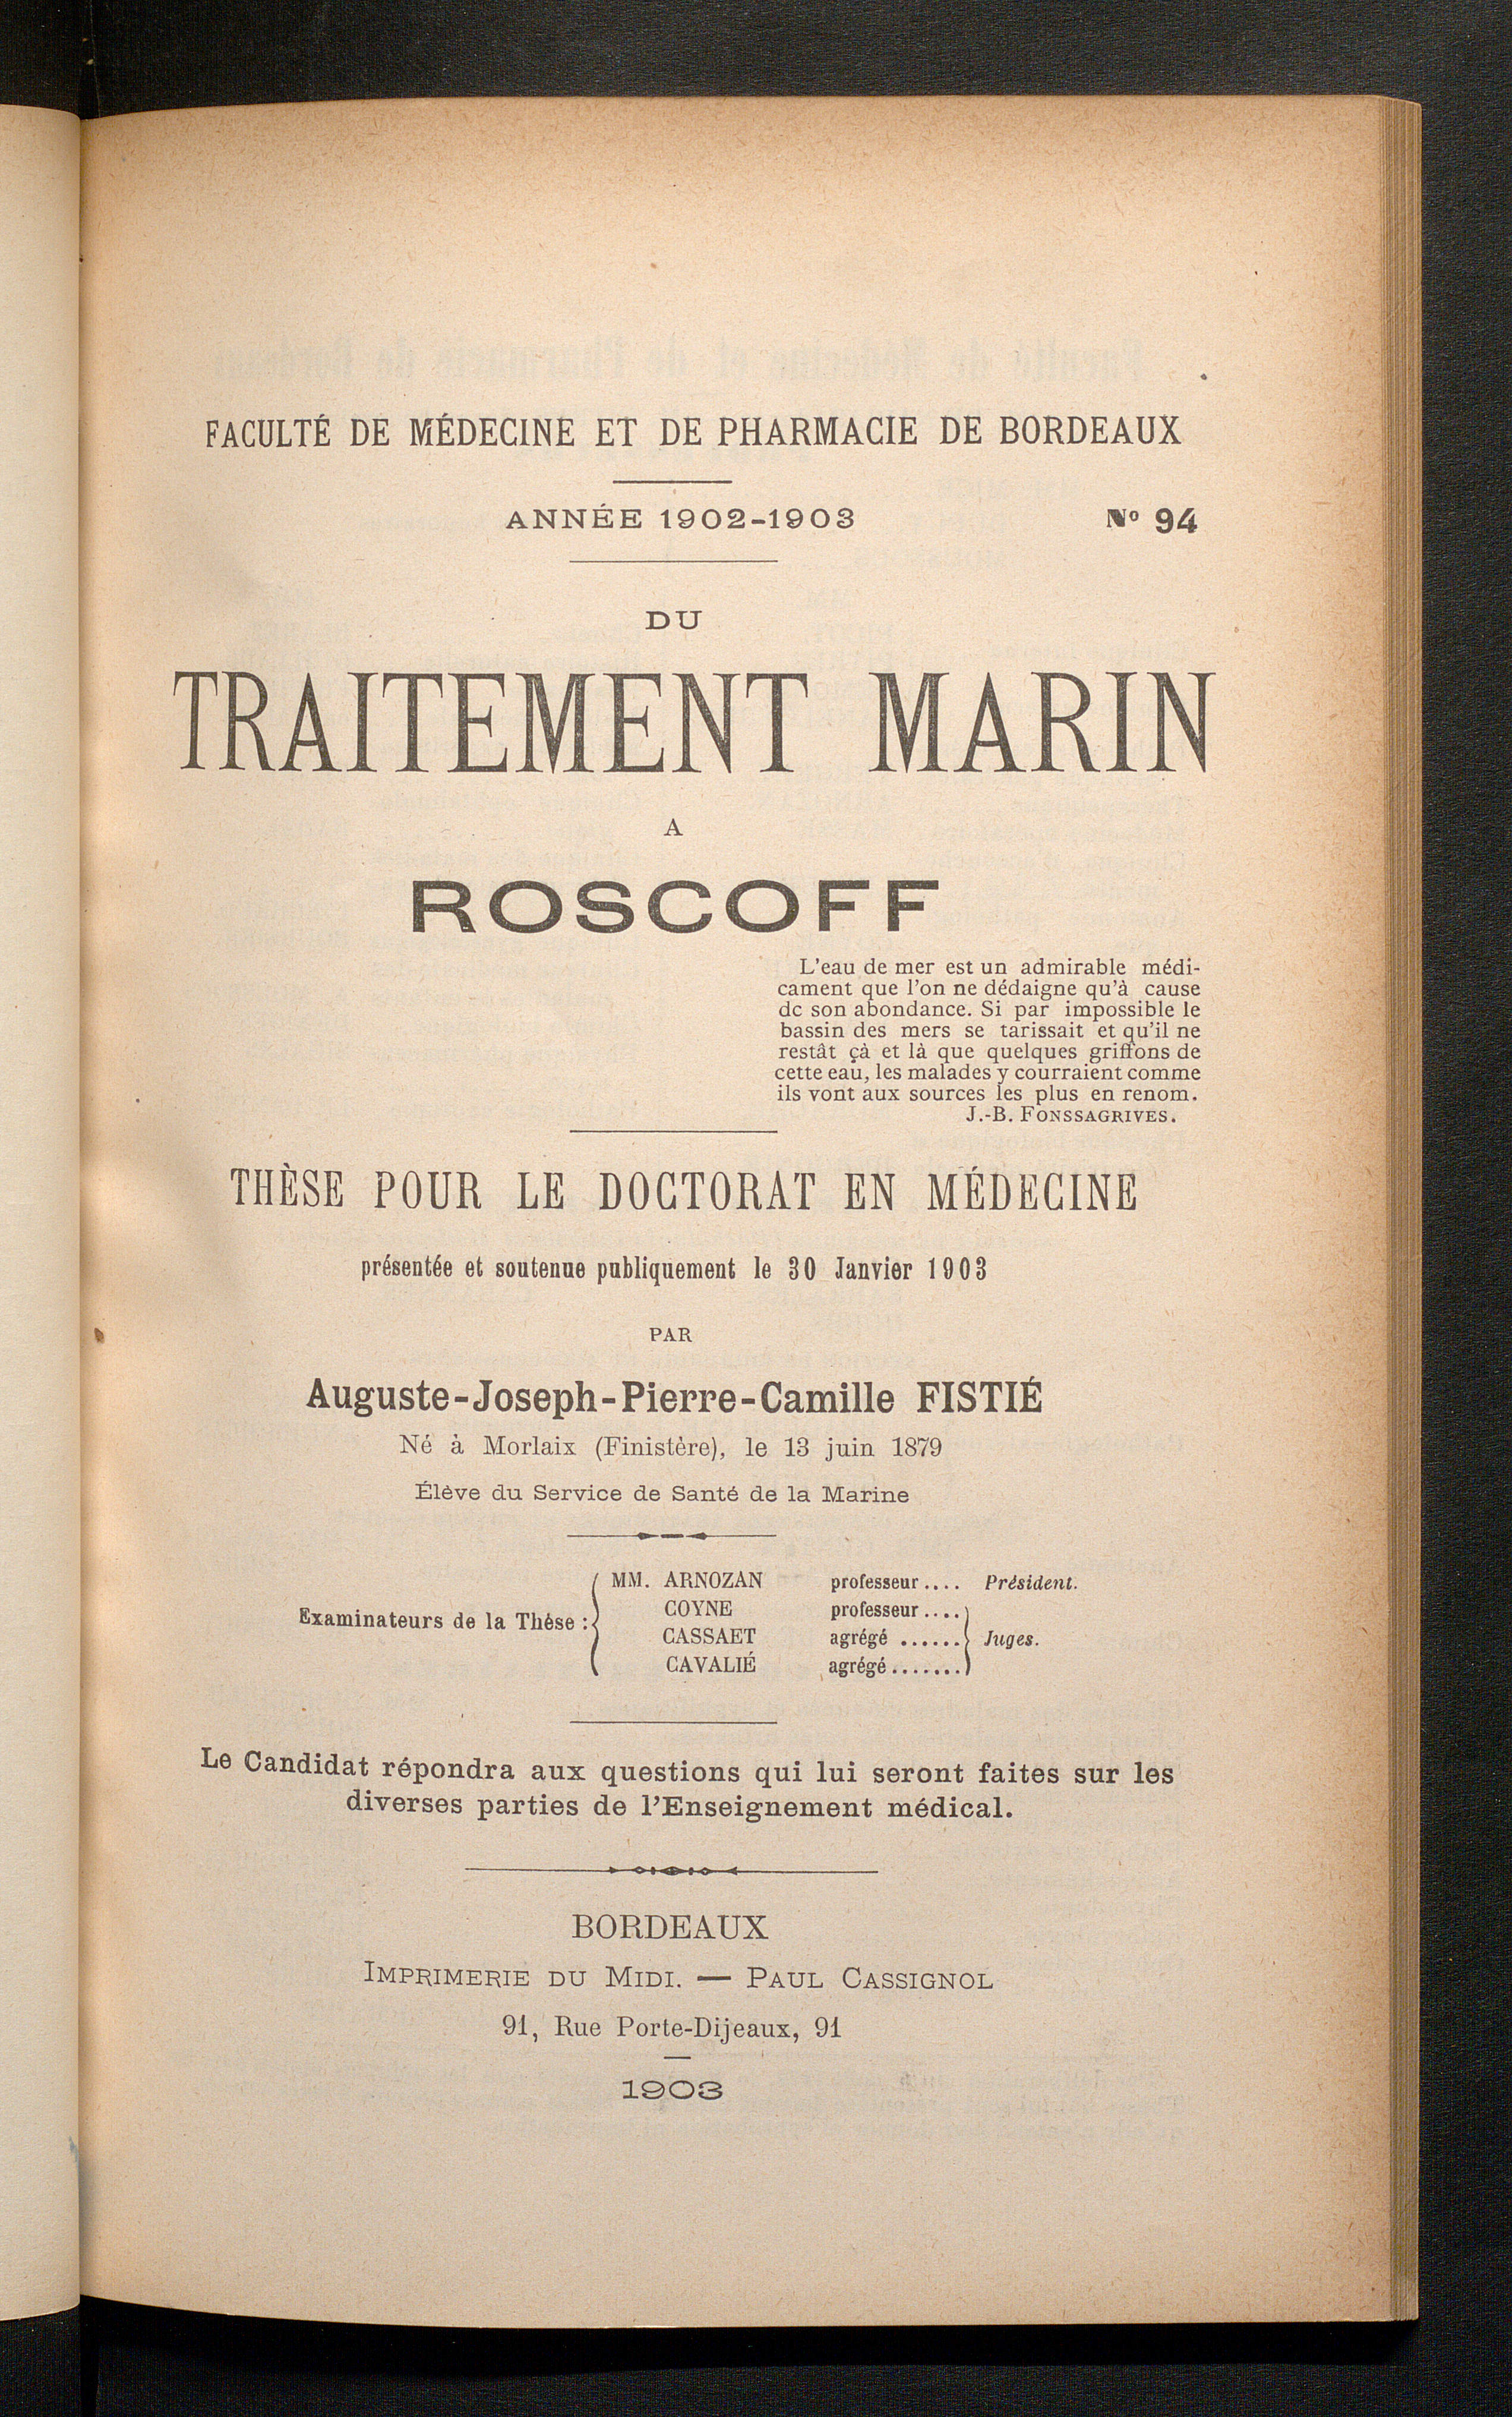 FACULTÉ DE MÉDECINE ET DE PHARMACIE DE BORDEAUX
ANNÉE 1902-1903 No 94
DU
TRAITEMENT MARIN
A
ROSCOFF
L'eau de mer est un admirable médi-
cament que l'on ne dédaigne qu'à cause
de son abondance. Si par impossible le
bassin des mers se tarissait et qu'il ne
restât çà et là que quelques griffons de
cette eau, les malades y courraient comme
ils vont aux sources les plus en renom.
J.-B. FONSSAGRIVES.
THÈSE POUR LE DOCTORAT EN MÉDECINE
présentée et soutenue publiquement le 30 Janvier 1903
PAR
Auguste-Joseph-Pierre-Camille FISTIÉ
Né à Morlaix (Finistère), le 13 juin 1879
Élève du Service de Santé de la Marine
Examinateurs de la Thèse :
MM. ARNOZAN professeur.... Président.
COYNE professeur....
CASSAET agrégé ...... Juges.
CAVALIÉ agrégé.......
Le Candidat répondra aux questions qui lui seront faites sur les
diverses parties de l'Enseignement médical.
BORDEAUX
IMPRIMERIE DU MIDI. — PAUL CASSIGNOL
91, Rue Porte-Dijeaux, 91
1903